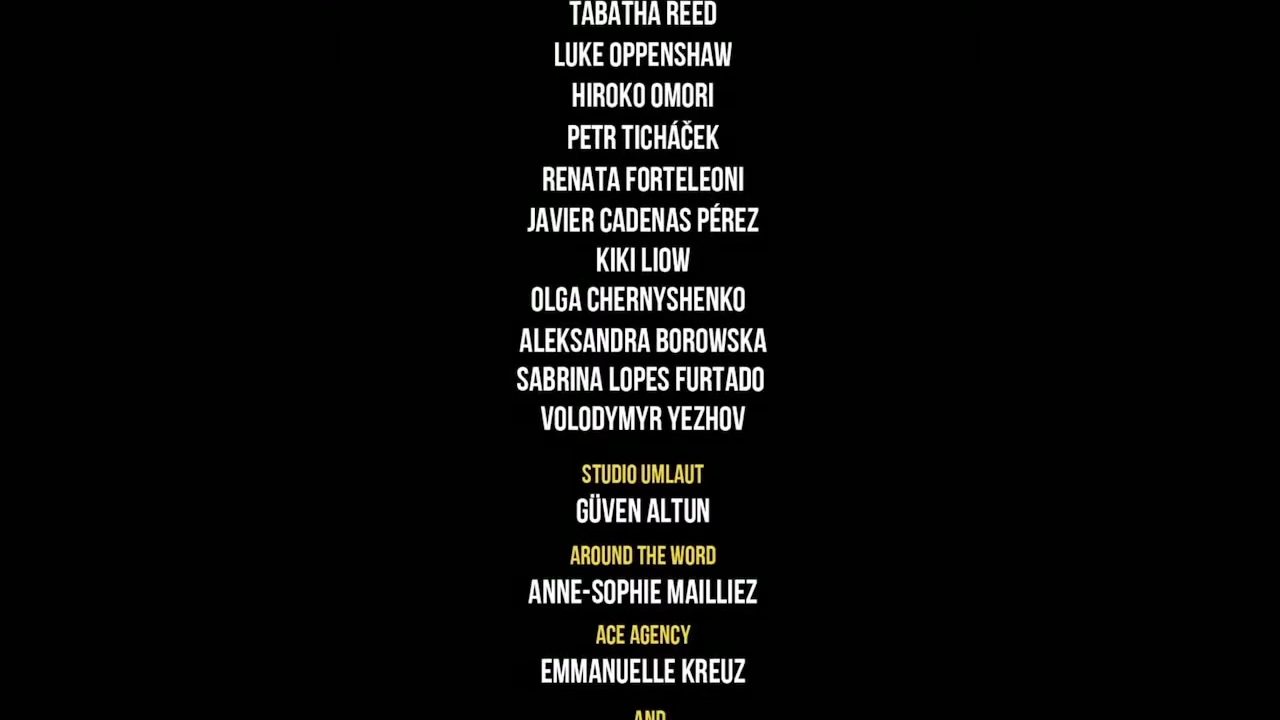 TABATHA REED
LUKE OPPENSHAW
HIROKO OMORI
PETR TICHÁČEK
RENATA FORTELEONI
JAVIER CADENAS PÉREZ
KIKI LIOW
OLGA CHERNYSHENKO
ALEKSANDRA BOROWSKA
SABRINA LOPES FURTADO
VOLODYMYR YEZHOV
STUDIO UMLAUT
GÜVEN ALTUN
AROUND THE WORD
ANNE-SOPHIE MAILLIEZ
ACE AGENCY
EMMANUELLE KREUZ
AND